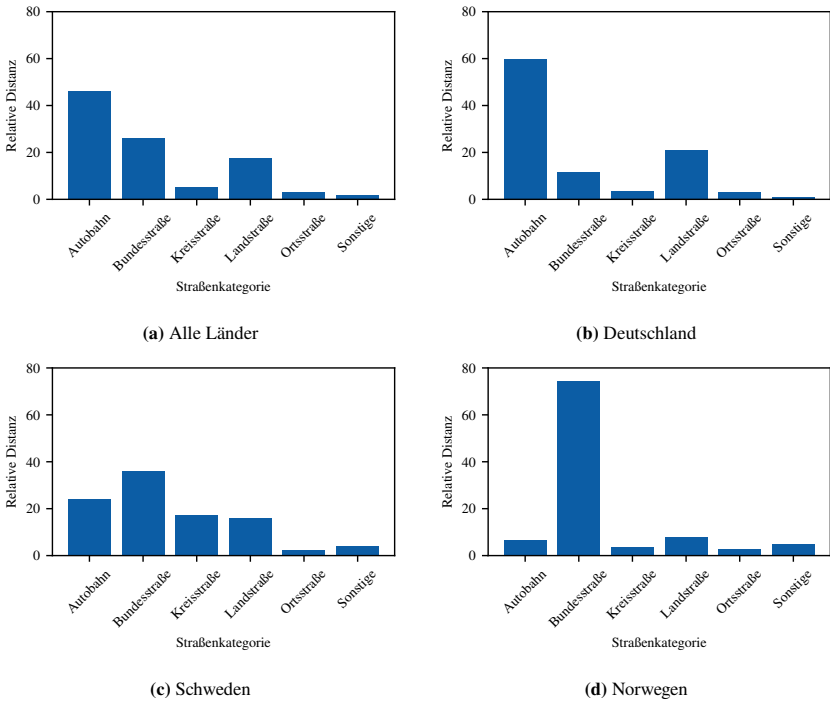 80
60
40
20
0
Relative Distanz
Autobahn
Bundesstraße
Kreisstraße
Landstraße
Ortsstraße
Sonstige
Straßenkategorie
(a) Alle Länder
80
60
40
20
0
Relative Distanz
Autobahn
Bundesstraße
Kreisstraße
Landstraße
Ortsstraße
Sonstige
Straßenkategorie
(b) Deutschland
80
60
40
20
0
Relative Distanz
Autobahn
Bundesstraße
Kreisstraße
Landstraße
Ortsstraße
Sonstige
Straßenkategorie
(c) Schweden
80
60
40
20
0
Relative Distanz
Autobahn
Bundesstraße
Kreisstraße
Landstraße
Ortsstraße
Sonstige
Straßenkategorie
(d) Norwegen